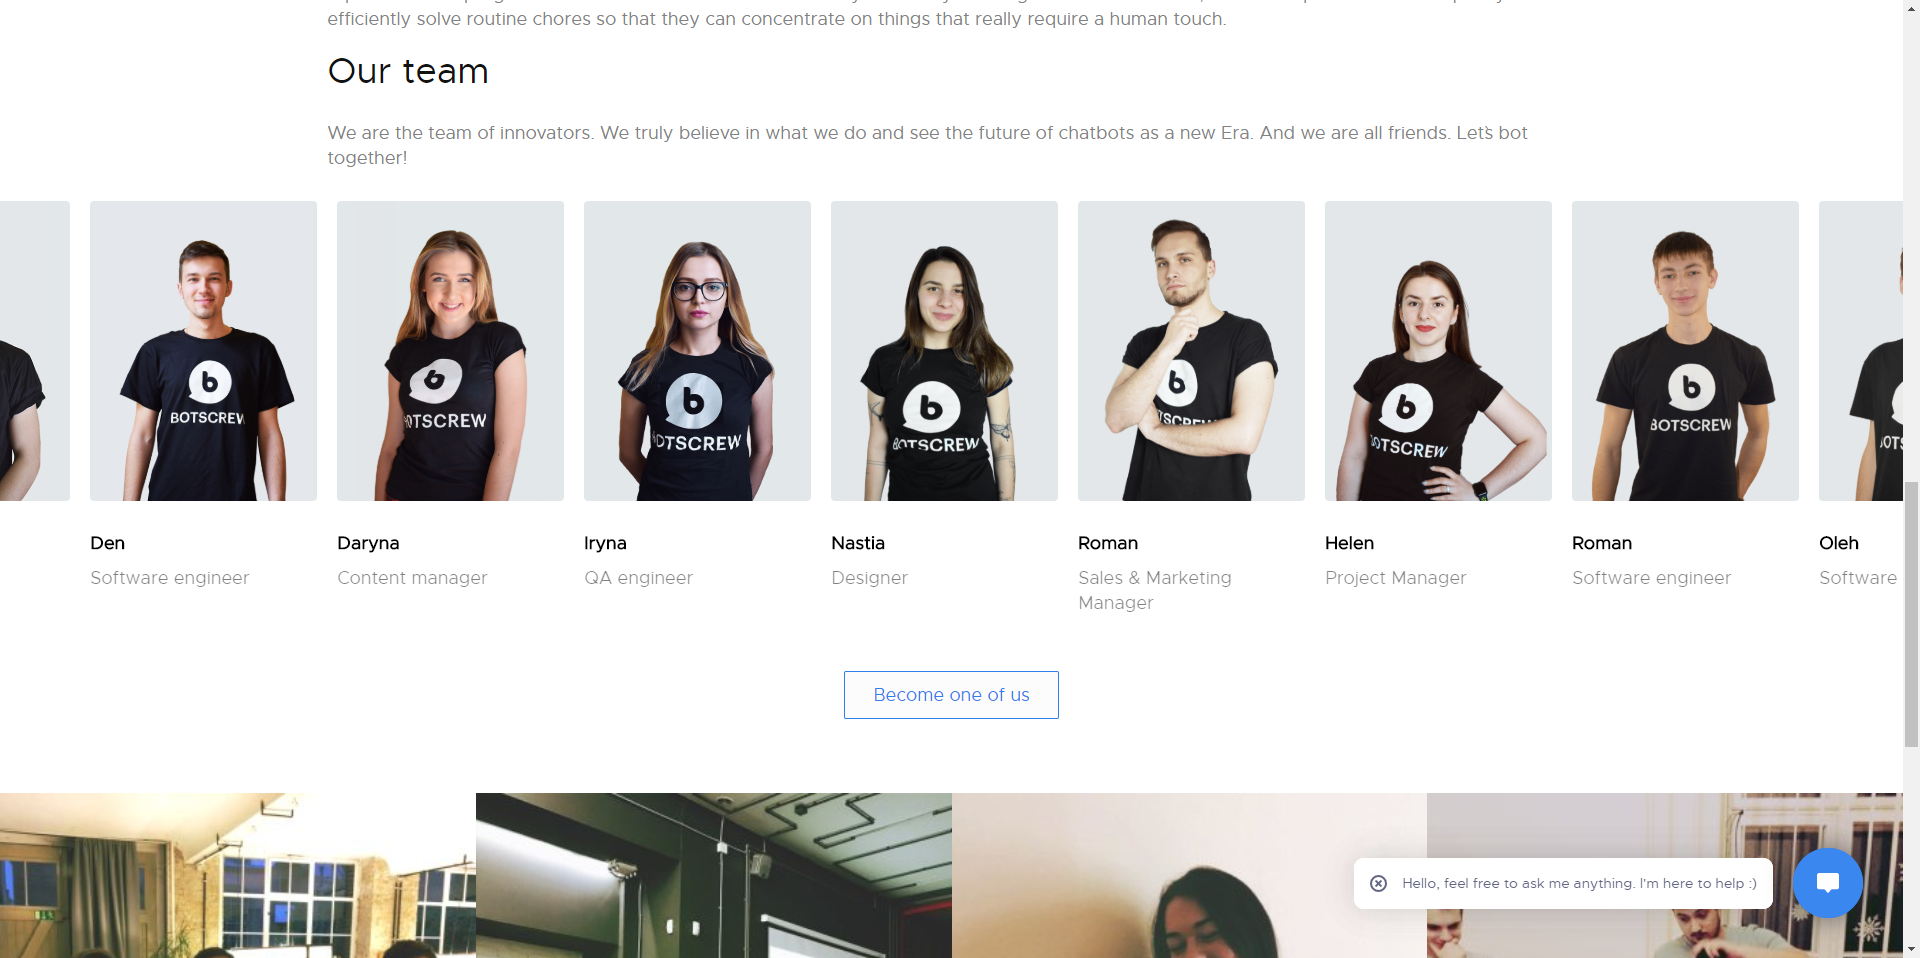 efficiently solve routine chores so that they can concentrate on things that really require a human touch.
Our team
We are the team of innovators. We truly believe in what we do and see the future of chatbots as a new Era. And we are all friends. Let`s bot
together!
b
BOTSCREW
b
BOTSCREW
b
BOTSCREW
b
BOTSCREW
b
TSCREW
b
BOTSCREW
b
BOTSCREW
OTS
Den
Software engineer
Daryna
Content manager
Iryna
QA engineer
Nastia
Designer
Roman
Sales & Marketing
Manager
Helen
Project Manager
Roman
Software engineer
Oleh
Software
Become one of us
Hello, feel free to ask me anything. I'm here to help :)